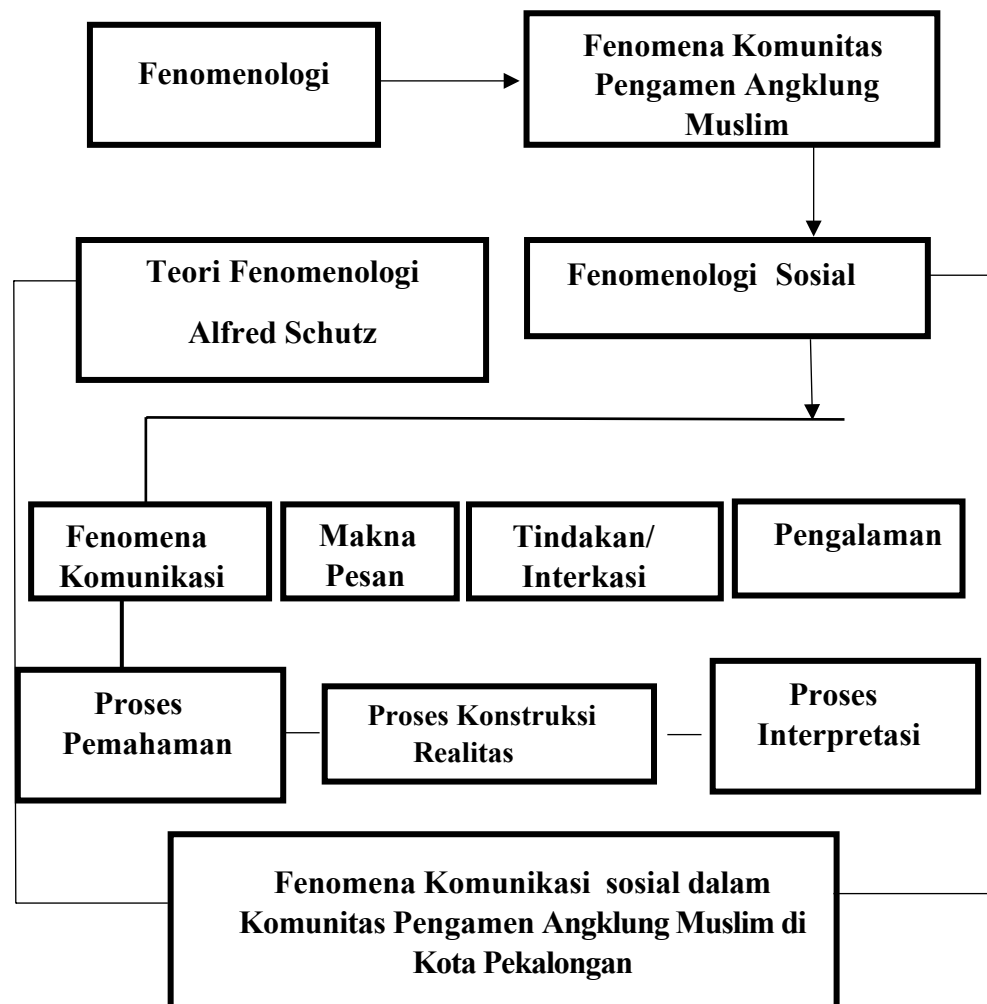 Fenomenologi
Fenomena Komunitas
Pengamen Angklung
Muslim
Teori Fenomenologi
Alfred Schutz
Fenomenologi Sosial
Fenomena
Komunikasi
Makna
Pesan
Tindakan/
Interkasi
Pengalaman
Proses
Pemahaman
Proses Konstruksi
Realitas
Proses
Interpretasi
Fenomena Komunikasi sosial dalam
Komunitas Pengamen Angklung Muslim di
Kota Pekalongan